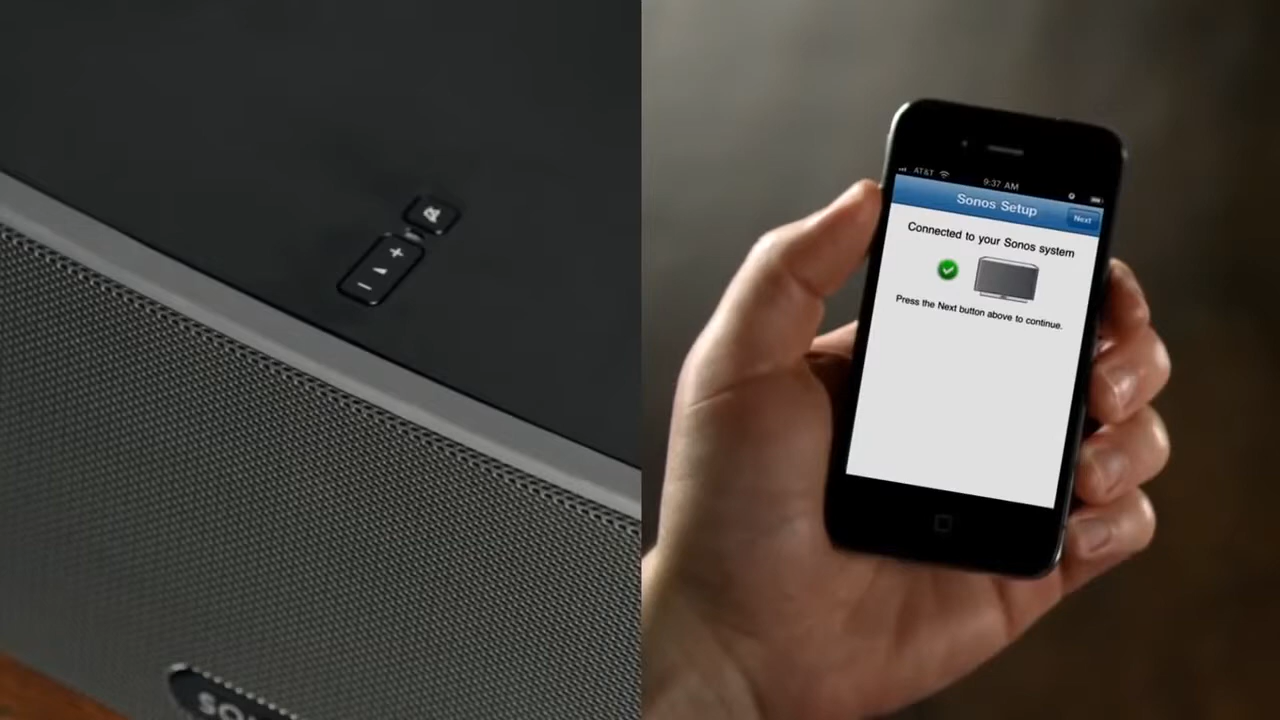 AT&T
9:37 AM
Sonos Setup
Next
Connected to your Sonos system
Press the Next button above to continue.